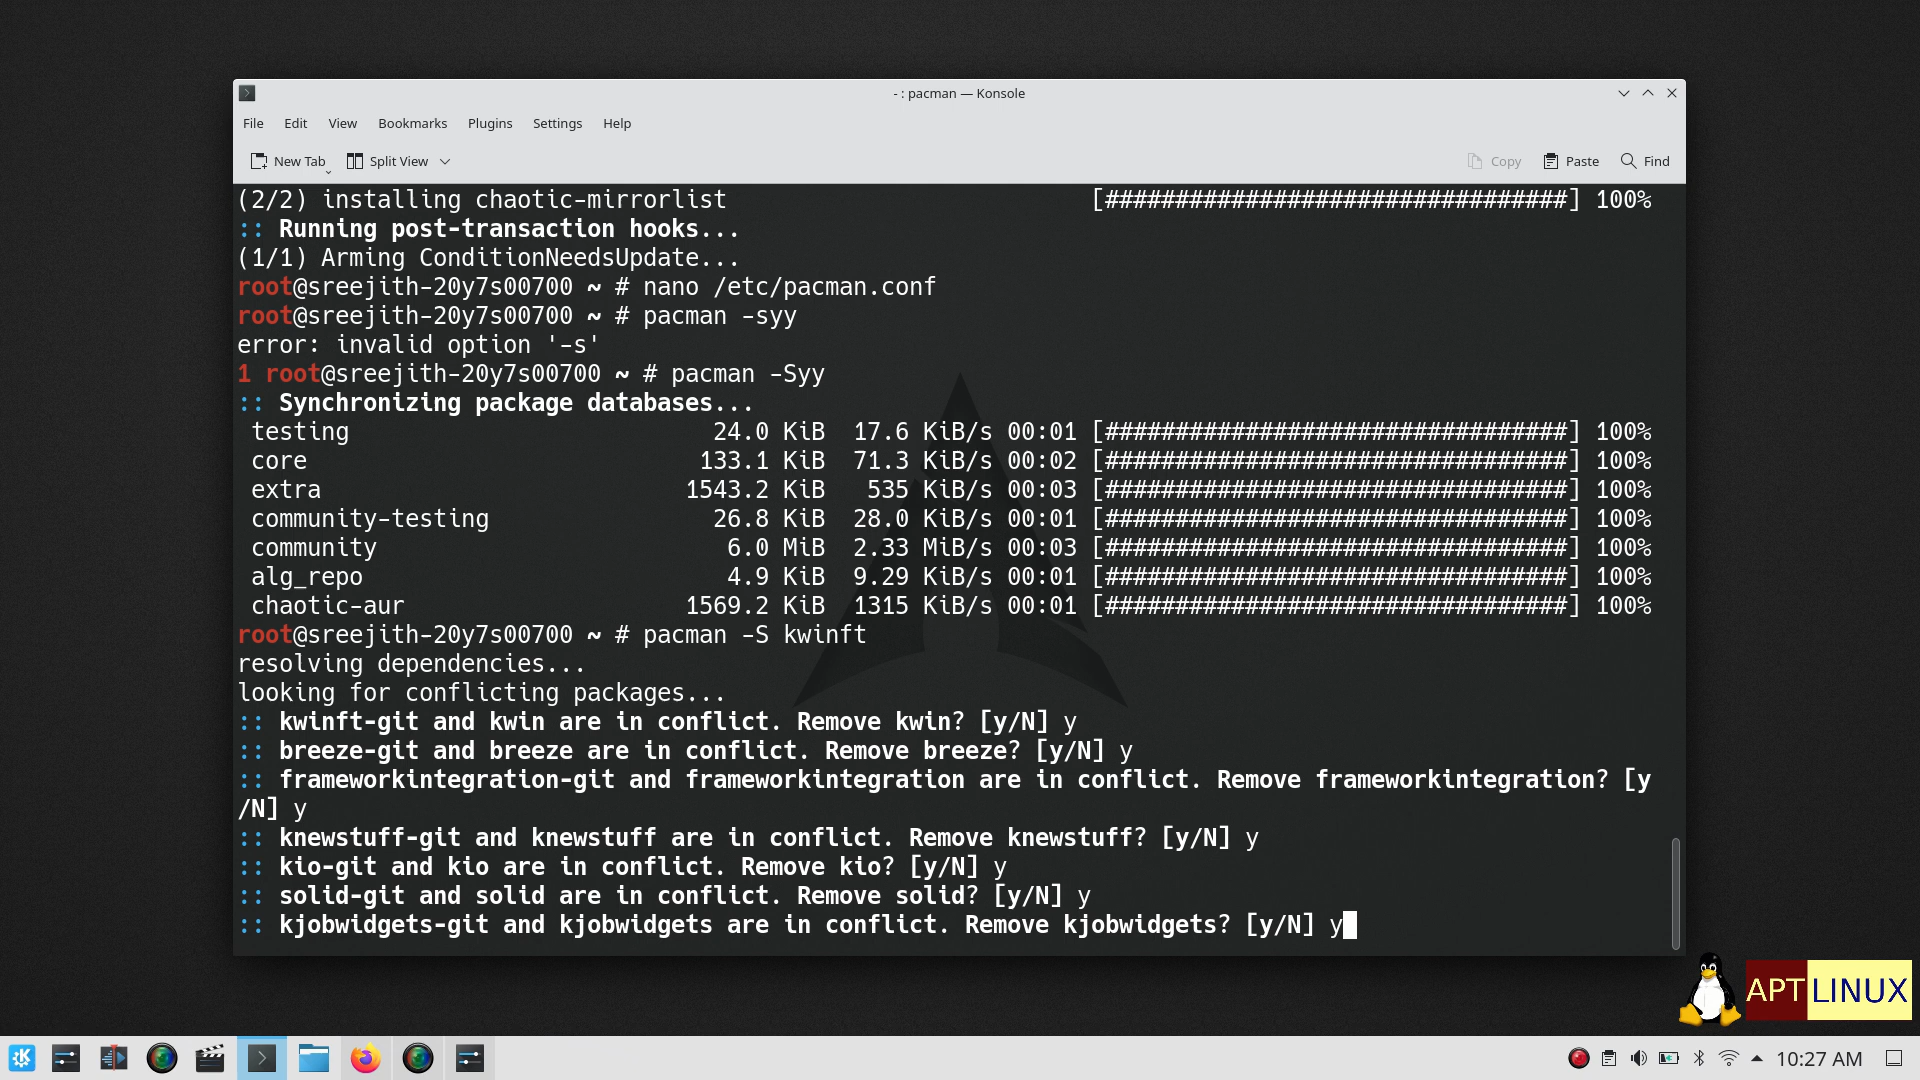 - : pacman — Konsole
File Edit View Bookmarks Plugins Settings Help
New Tab Split View Copy Paste Find
(2/2) installing chaotic-mirrorlist [#################################] 100%
:: Running post-transaction hooks...
(1/1) Arming ConditionNeedsUpdate...
root@sreejith-20y7s00700 ~ # nano /etc/pacman.conf
root@sreejith-20y7s00700 ~ # pacman -syy
error: invalid option '-s'
1 root@sreejith-20y7s00700 ~ # pacman -Syy
:: Synchronizing package databases...
testing 24.0 KiB 17.6 KiB/s 00:01 [#################################] 100%
core 133.1 KiB 71.3 KiB/s 00:02 [#################################] 100%
extra 1543.2 KiB 535 KiB/s 00:03 [#################################] 100%
community-testing 26.8 KiB 28.0 KiB/s 00:01 [#################################] 100%
community 6.0 MiB 2.33 MiB/s 00:03 [#################################] 100%
alg_repo 4.9 KiB 9.29 KiB/s 00:01 [#################################] 100%
chaotic-aur 1569.2 KiB 1315 KiB/s 00:01 [#################################] 100%
root@sreejith-20y7s00700 ~ # pacman -S kwinft
resolving dependencies...
looking for conflicting packages...
:: kwinft-git and kwin are in conflict. Remove kwin? [y/N] y
:: breeze-git and breeze are in conflict. Remove breeze? [y/N] y
:: frameworkintegration-git and frameworkintegration are in conflict. Remove frameworkintegration? [y
/N] y
:: knewstuff-git and knewstuff are in conflict. Remove knewstuff? [y/N] y
:: kio-git and kio are in conflict. Remove kio? [y/N] y
:: solid-git and solid are in conflict. Remove solid? [y/N] y
:: kjobwidgets-git and kjobwidgets are in conflict. Remove kjobwidgets? [y/N] y
APTLINUX
10:27 AM